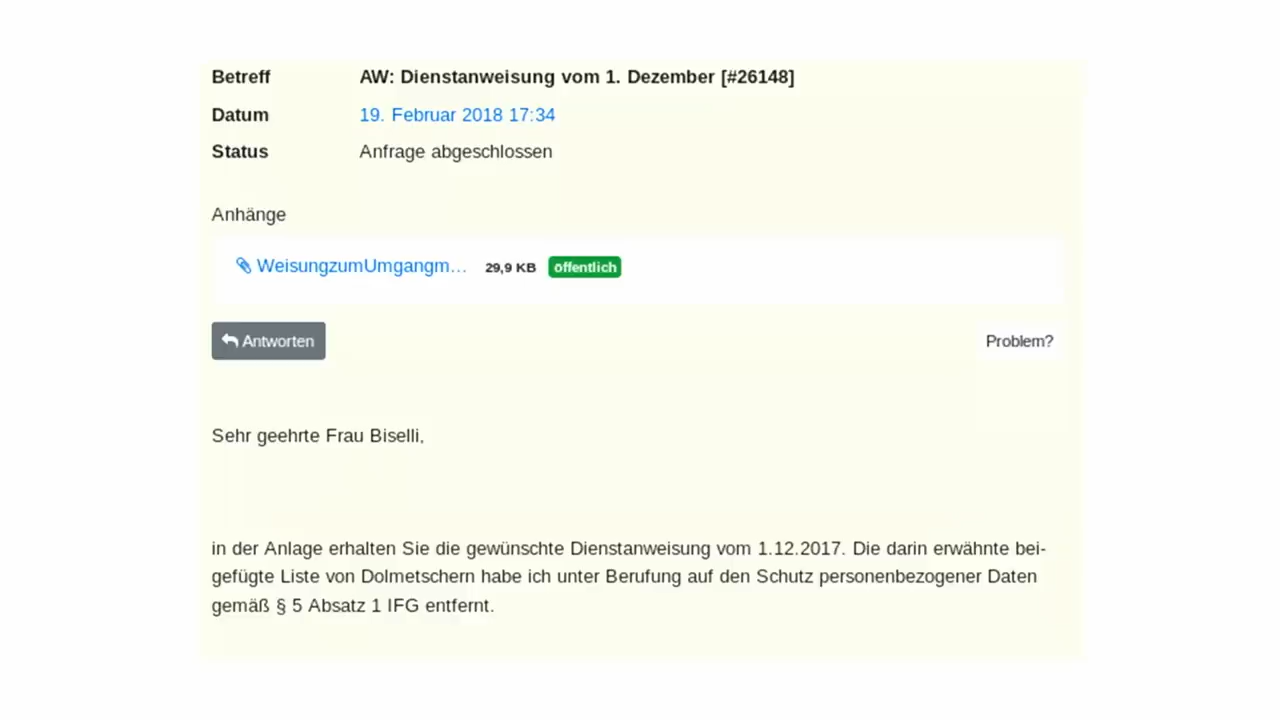 Betreff AW: Dienstanweisung vom 1. Dezember [#26148]
Datum 19. Februar 2018 17:34
Status Anfrage abgeschlossen
Anhänge
WeisungzumUmgangm… 29,9 KB öffentlich
Antworten Problem?
Sehr geehrte Frau Biselli,
in der Anlage erhalten Sie die gewünschte Dienstanweisung vom 1.12.2017. Die darin erwähnte bei-
gefügte Liste von Dolmetschern habe ich unter Berufung auf den Schutz personenbezogener Daten
gemäß § 5 Absatz 1 IFG entfernt.